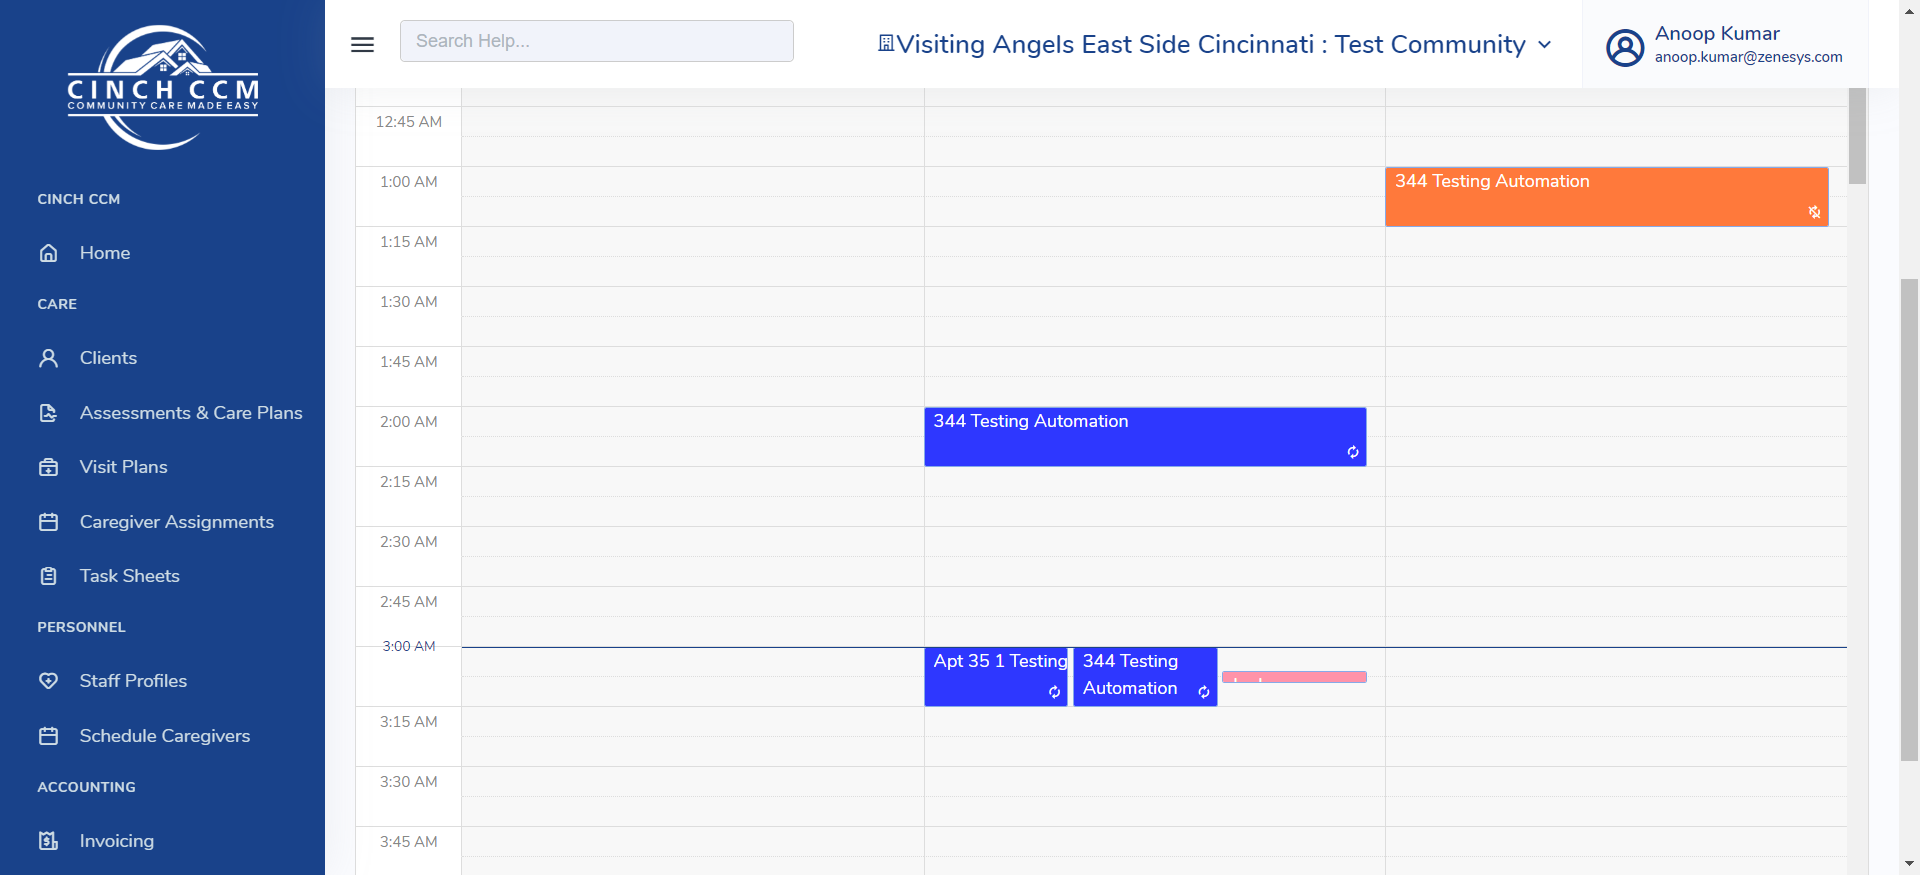 CINCH CCM
COMMUNITY CARE MADE EASY
CINCH CCM
Home
CARE
Clients
Assessments & Care Plans
Visit Plans
Caregiver Assignments
Task Sheets
PERSONNEL
Staff Profiles
Schedule Caregivers
ACCOUNTING
Invoicing
Search Help...
Visiting Angels East Side Cincinnati : Test Community
Anoop Kumar
anoop.kumar@zenesys.com
12:45 AM
1:00 AM
344 Testing Automation
1:15 AM
1:30 AM
1:45 AM
2:00 AM
344 Testing Automation
2:15 AM
2:30 AM
2:45 AM
3:00 AM
Apt 35 1 Testing
344 Testing
Automation
3:15 AM
3:30 AM
3:45 AM